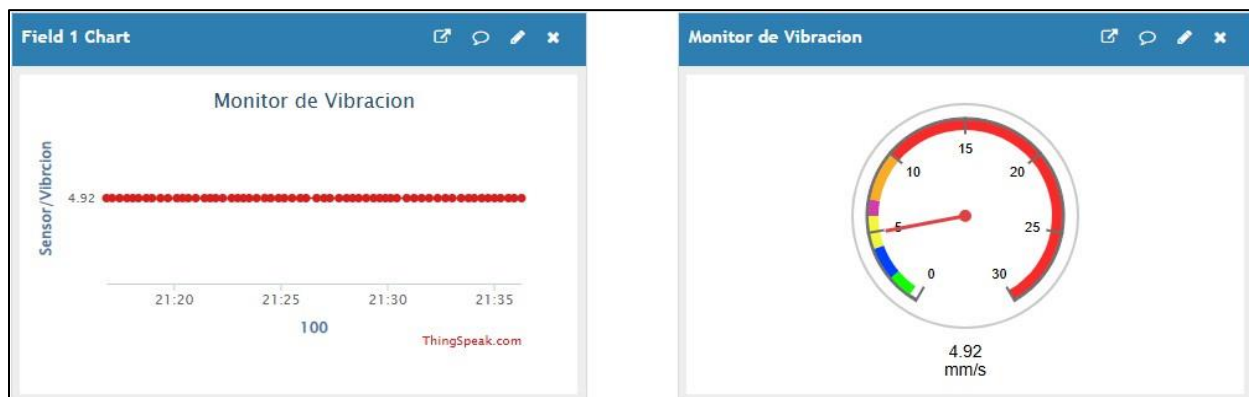 Field 1 Chart
Monitor de Vibracion
Sensor/Vibrcion
4.92
21:20 21:25 21:30 21:35
100
ThingSpeak.com
Monitor de Vibracion
0 5 10 15 20 25 30
4.92
mm/s